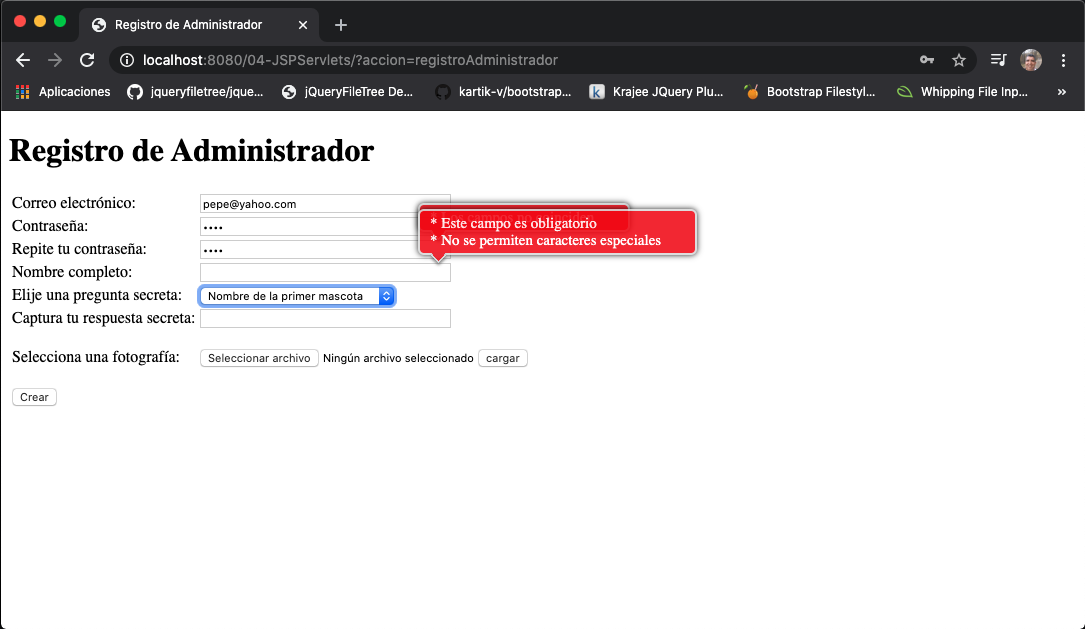 Registro de Administrador
localhost:8080/04-JSPServlets/?accion=registroAdministrador
Aplicaciones jqueryfiletree/jque... jQueryFileTree De... kartik-v/bootstrap... Krajee JQuery Plu... Bootstrap Filestyl... Whipping File Inp... »
Registro de Administrador
Correo electrónico: pepe@yahoo.com
Contraseña: ••••
* Este campo es obligatorio
* No se permiten caracteres especiales
Repite tu contraseña: ••••
Nombre completo:
Elije una pregunta secreta: Nombre de la primer mascota
Captura tu respuesta secreta:
Selecciona una fotografía: Seleccionar archivo Ningún archivo seleccionado cargar
Crear